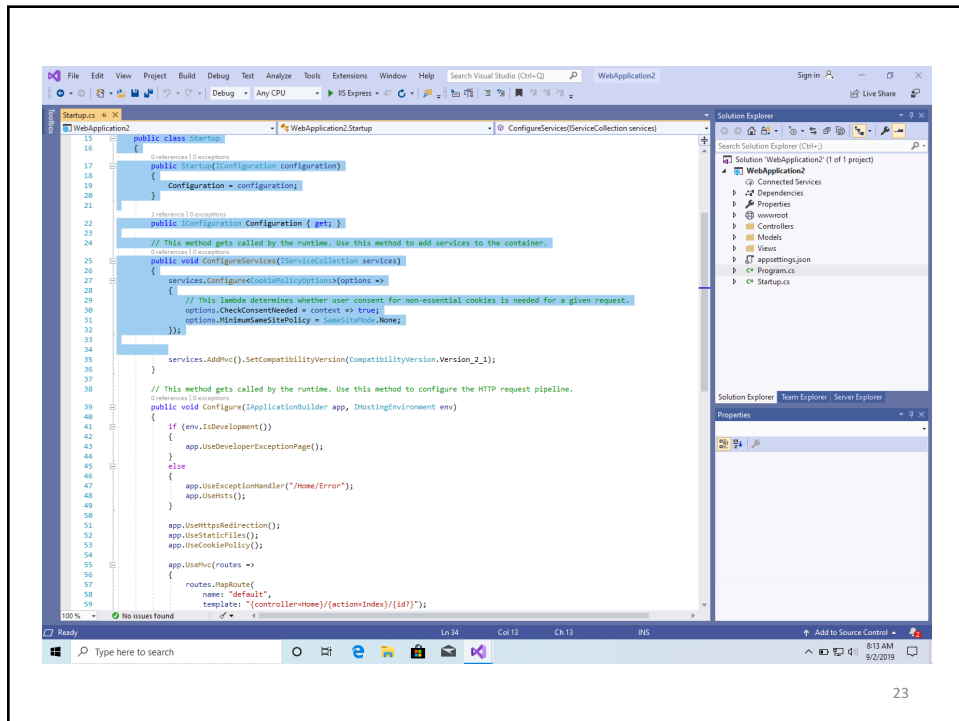 File Edit View Project Build Debug Test Analyze Tools Extensions Window Help Search Visual Studio (Ctrl+Q) WebApplication2 Sign in
Debug Any CPU IIS Express Live Share
Toolbox
Startup.cs
WebApplication2 WebApplication2.Startup ConfigureServices(IServiceCollection services)
15 public class Startup
16 {
0 references | 0 exceptions
17 public Startup(IConfiguration configuration)
18 {
19 Configuration = configuration;
20 }
21
1 reference | 0 exceptions
22 public IConfiguration Configuration { get; }
23
24 // This method gets called by the runtime. Use this method to add services to the container.
0 references | 0 exceptions
25 public void ConfigureServices(IServiceCollection services)
26 {
27 services.Configure<CookiePolicyOptions>(options =>
28 {
29 // This lambda determines whether user consent for non-essential cookies is needed for a given request.
30 options.CheckConsentNeeded = context => true;
31 options.MinimumSameSitePolicy = SameSiteMode.None;
32 });
33
34
35 services.AddMvc().SetCompatibilityVersion(CompatibilityVersion.Version_2_1);
36 }
37
38 // This method gets called by the runtime. Use this method to configure the HTTP request pipeline.
0 references | 0 exceptions
39 public void Configure(IApplicationBuilder app, IHostingEnvironment env)
40 {
41 if (env.IsDevelopment())
42 {
43 app.UseDeveloperExceptionPage();
44 }
45 else
46 {
47 app.UseExceptionHandler("/Home/Error");
48 app.UseHsts();
49 }
50
51 app.UseHttpsRedirection();
52 app.UseStaticFiles();
53 app.UseCookiePolicy();
54
55 app.UseMvc(routes =>
56 {
57 routes.MapRoute(
58 name: "default",
59 template: "{controller=Home}/{action=Index}/{id?}");
100 % No issues found
Solution Explorer
Search Solution Explorer (Ctrl+;)
Solution 'WebApplication2' (1 of 1 project)
WebApplication2
Connected Services
Dependencies
Properties
wwwroot
Controllers
Models
Views
appsettings.json
C# Program.cs
C# Startup.cs
Solution Explorer Team Explorer Server Explorer
Properties
Ready Ln 34 Col 13 Ch 13 INS Add to Source Control 2
Type here to search 8:13 AM
9/2/2019
23